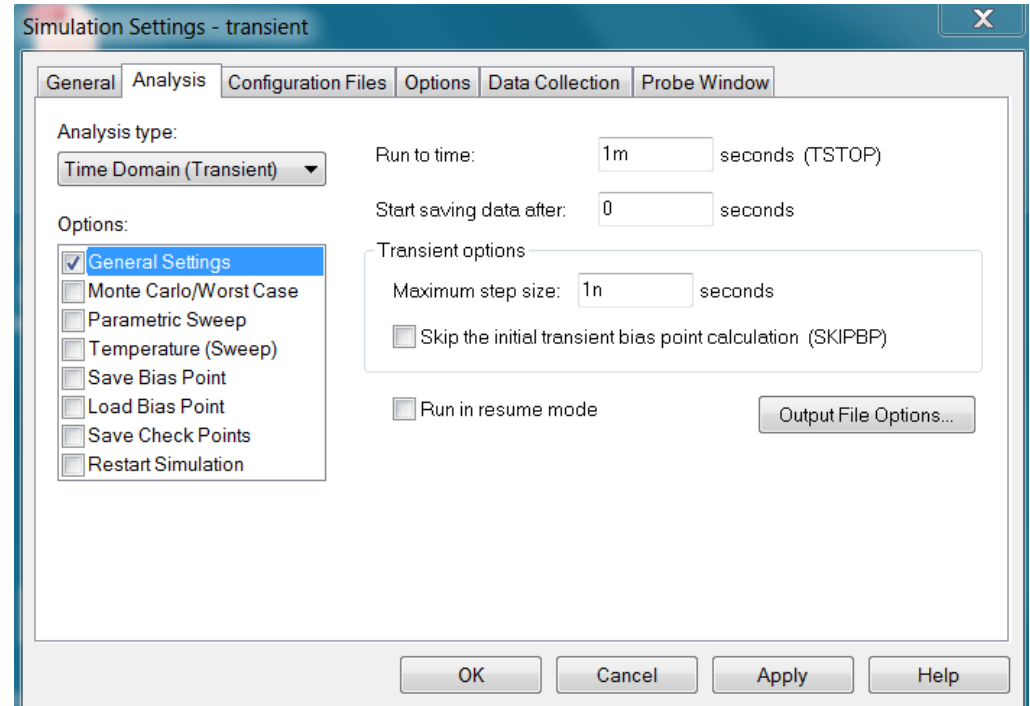 Simulation Settings - transient
X
General Analysis Configuration Files Options Data Collection Probe Window
Analysis type:
Time Domain (Transient)
Options:
General Settings
Monte Carlo/Worst Case
Parametric Sweep
Temperature (Sweep)
Save Bias Point
Load Bias Point
Save Check Points
Restart Simulation
Run to time: 1m seconds (TSTOP)
Start saving data after: 0 seconds
Transient options
Maximum step size: 1n seconds
Skip the initial transient bias point calculation (SKIPBP)
Run in resume mode
Output File Options...
OK Cancel Apply Help